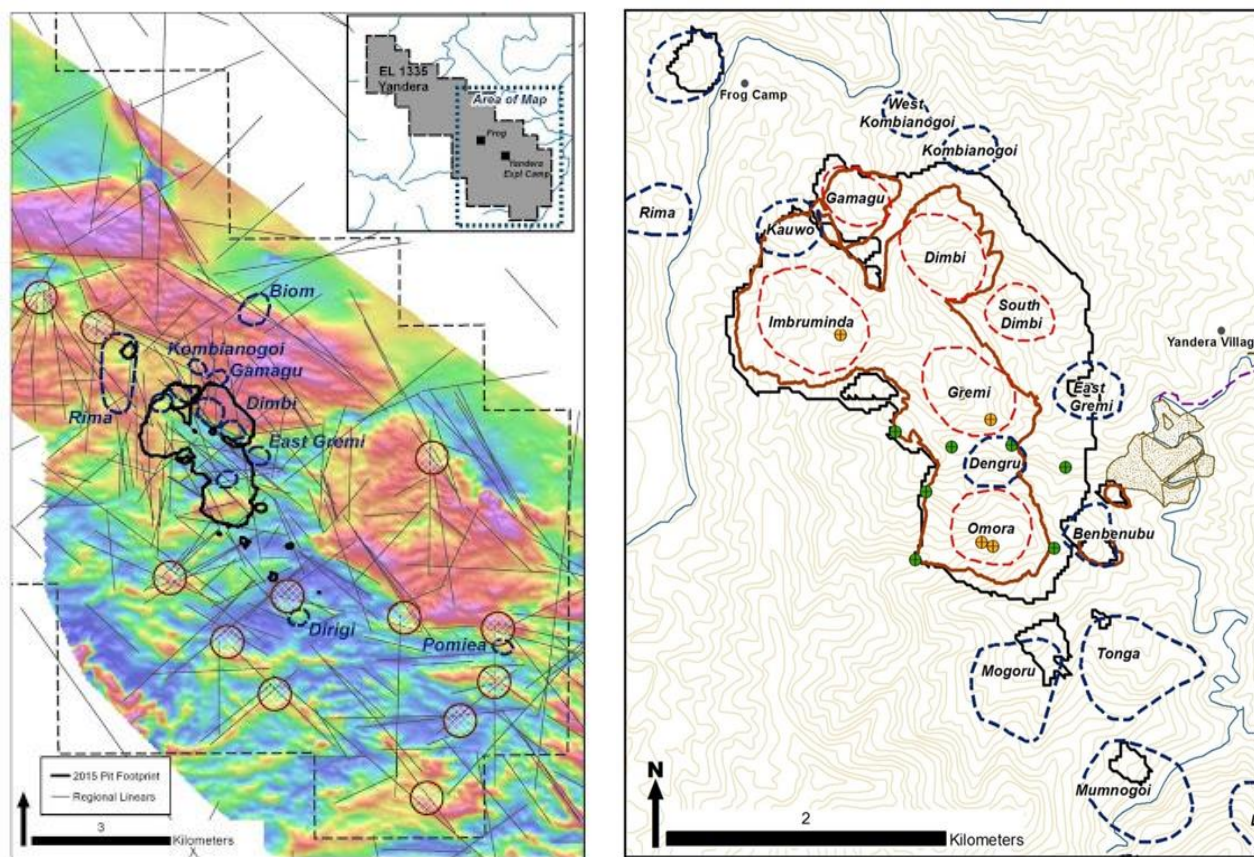 EL 1335
Yandera
Area of Map
Frog
Yandera
Expl Camp
Biom
Kombianogoi
Gamagu
Dimbi
Rima
East Gremi
Dirigi
Pomiea
2015 Pit Footprint
Regional Linears
3
Kilometers
Frog Camp
West
Kombianogoi
Kombianogoi
Gamagu
Rima
Kauwo
Dimbi
Imbruminda
South
Dimbi
Yandera Villag
Gremi
East
Gremi
Dengru
Omora
Benbenubu
Mogoru
Tonga
Mumnogoi
N
2
Kilometers